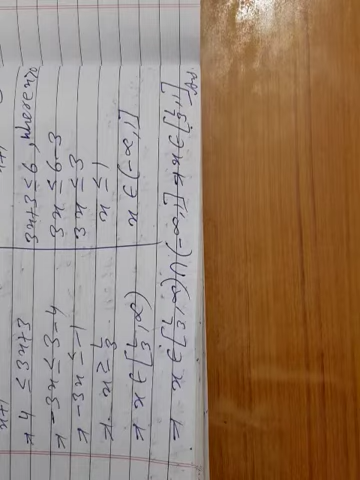 ⇒ 4 ≤ 3x+3
⇒ -3x ≤ 3-4
⇒ -3x ≤ -1
⇒ x ≥ 1/3
⇒ x ∈ [1/3, ∞)
3x+3 ≤ 6, where x>0
3x ≤ 6-3
3x ≤ 3
x ≤ 1
x ∈ (-∞, 1]
⇒ x ∈ [1/3, ∞) ∩ (-∞, 1] ⇒ x ∈ [1/3, 1]